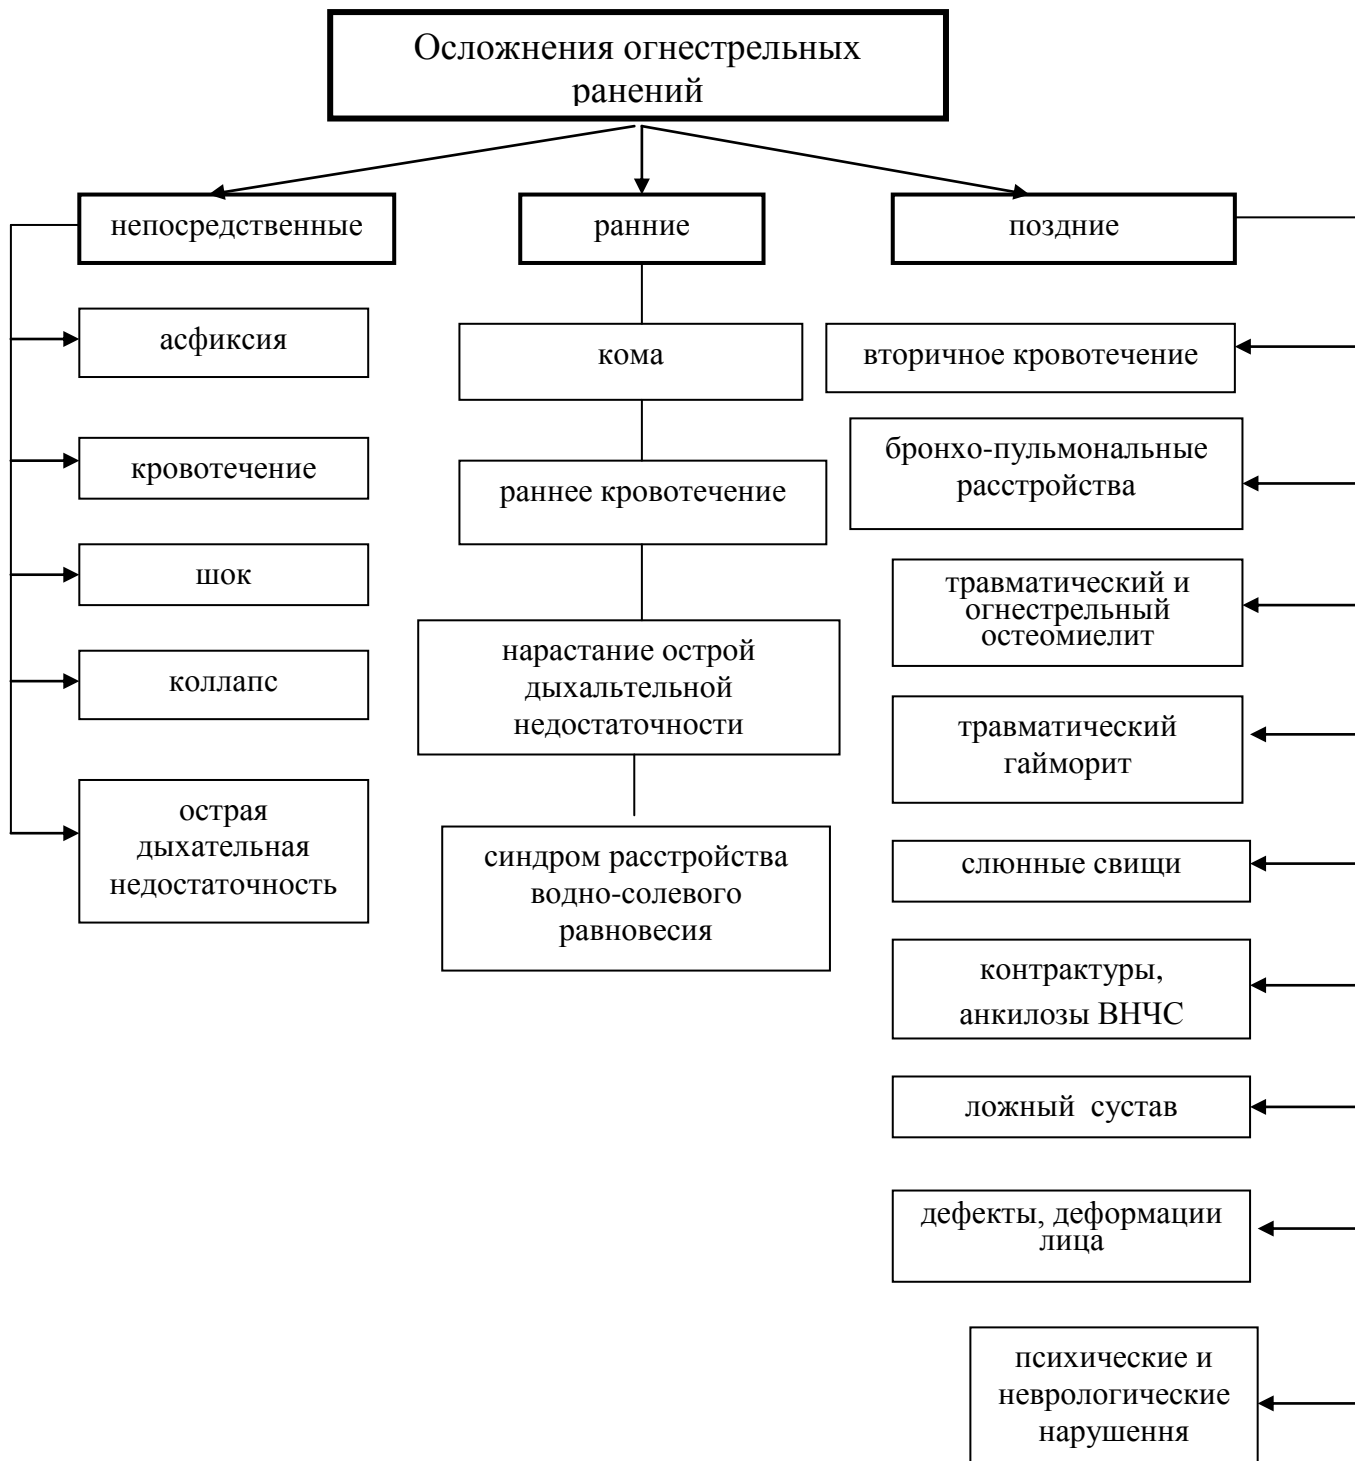 Осложнения огнестрельных
ранений
непосредственные
ранние
поздние
асфиксия
кровотечение
шок
коллапс
острая
дыхательная
недостаточность
кома
раннее кровотечение
нарастание острой
дыхальтельной
недостаточности
синдром расстройства
водно-солевого
равновесия
вторичное кровотечение
бронхо-пульмональные
расстройства
травматический и
огнестрельный
остеомиелит
травматический
гайморит
слюнные свищи
контрактуры,
анкилозы ВНЧС
ложный сустав
дефекты, деформации
лица
психические и
неврологические
нарушення